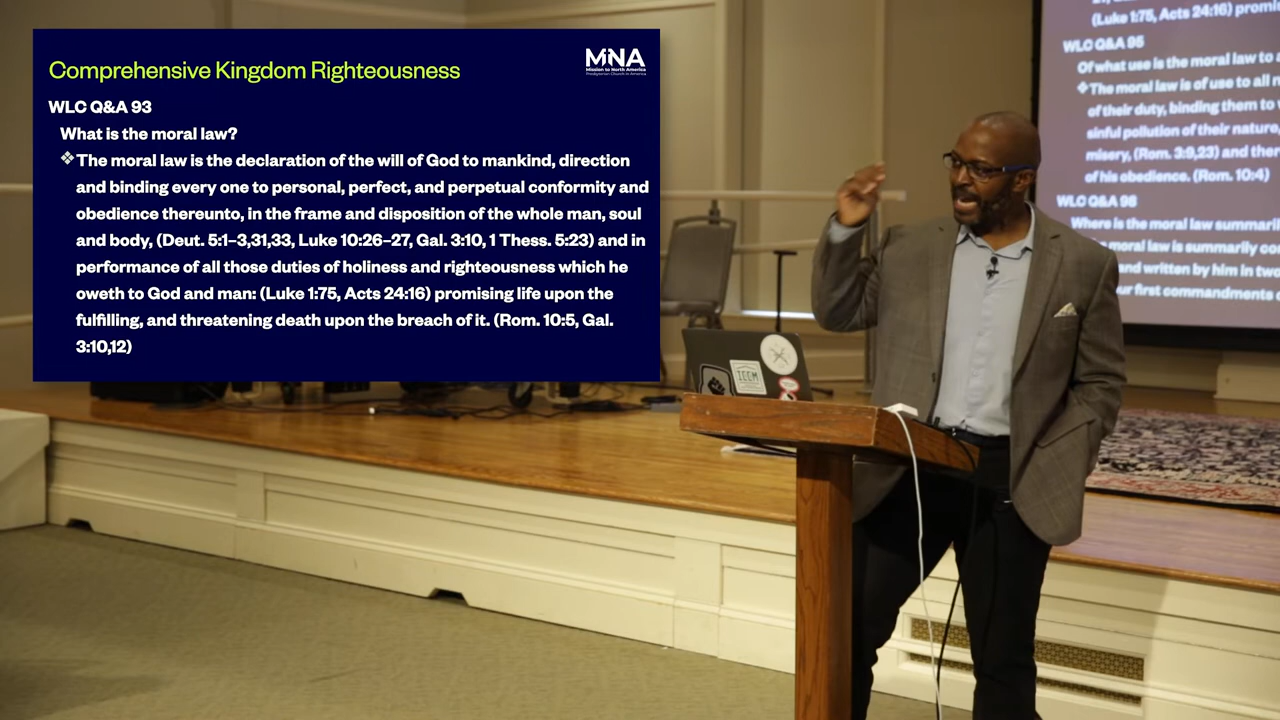 Comprehensive Kingdom Righteousness
MNA
Mission to North America
Presbyterian Church in America
WLC Q&A 93
What is the moral law?
❖The moral law is the declaration of the will of God to mankind, direction
and binding every one to personal, perfect, and perpetual conformity and
obedience thereunto, in the frame and disposition of the whole man, soul
and body, (Deut. 5:1–3,31,33, Luke 10:26–27, Gal. 3:10, 1 Thess. 5:23) and in
performance of all those duties of holiness and righteousness which he
oweth to God and man: (Luke 1:75, Acts 24:16) promising life upon the
fulfilling, and threatening death upon the breach of it. (Rom. 10:5, Gal.
3:10,12)
(Luke 1:75, Acts 24:16) promi
WLC Q&A 95
Of what use is the moral law to a
❖The moral law is of use to all
of their duty, binding them to
sinful pollution of their nature,
misery, (Rom. 3:9,23) and ther
of his obedience. (Rom. 10:4)
WLC Q&A 98
Where is the moral law summaril
moral law is summarily co
and written by him in two
ur first commandments